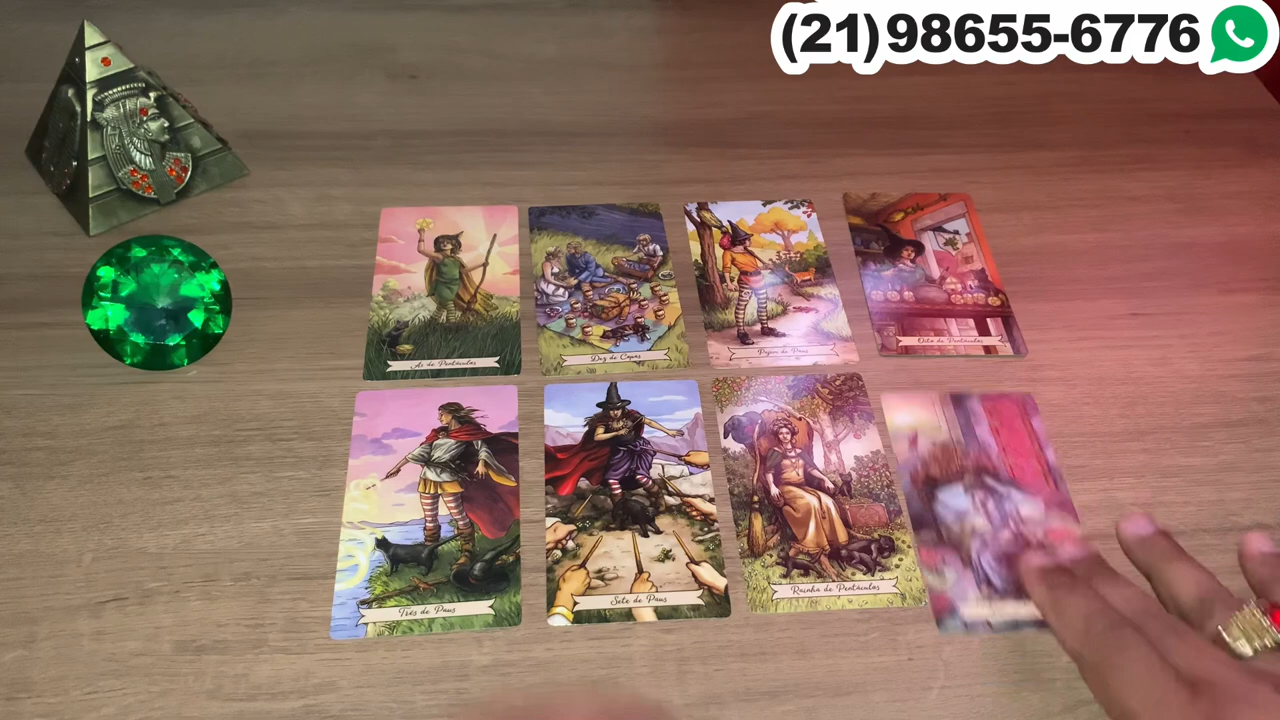 (21)98655-6776
Ás de Pentáculos
Dez de Copas
Pajem de Paus
Oito de Pentáculos
Três de Paus
Sete de Paus
Rainha de Pentáculos